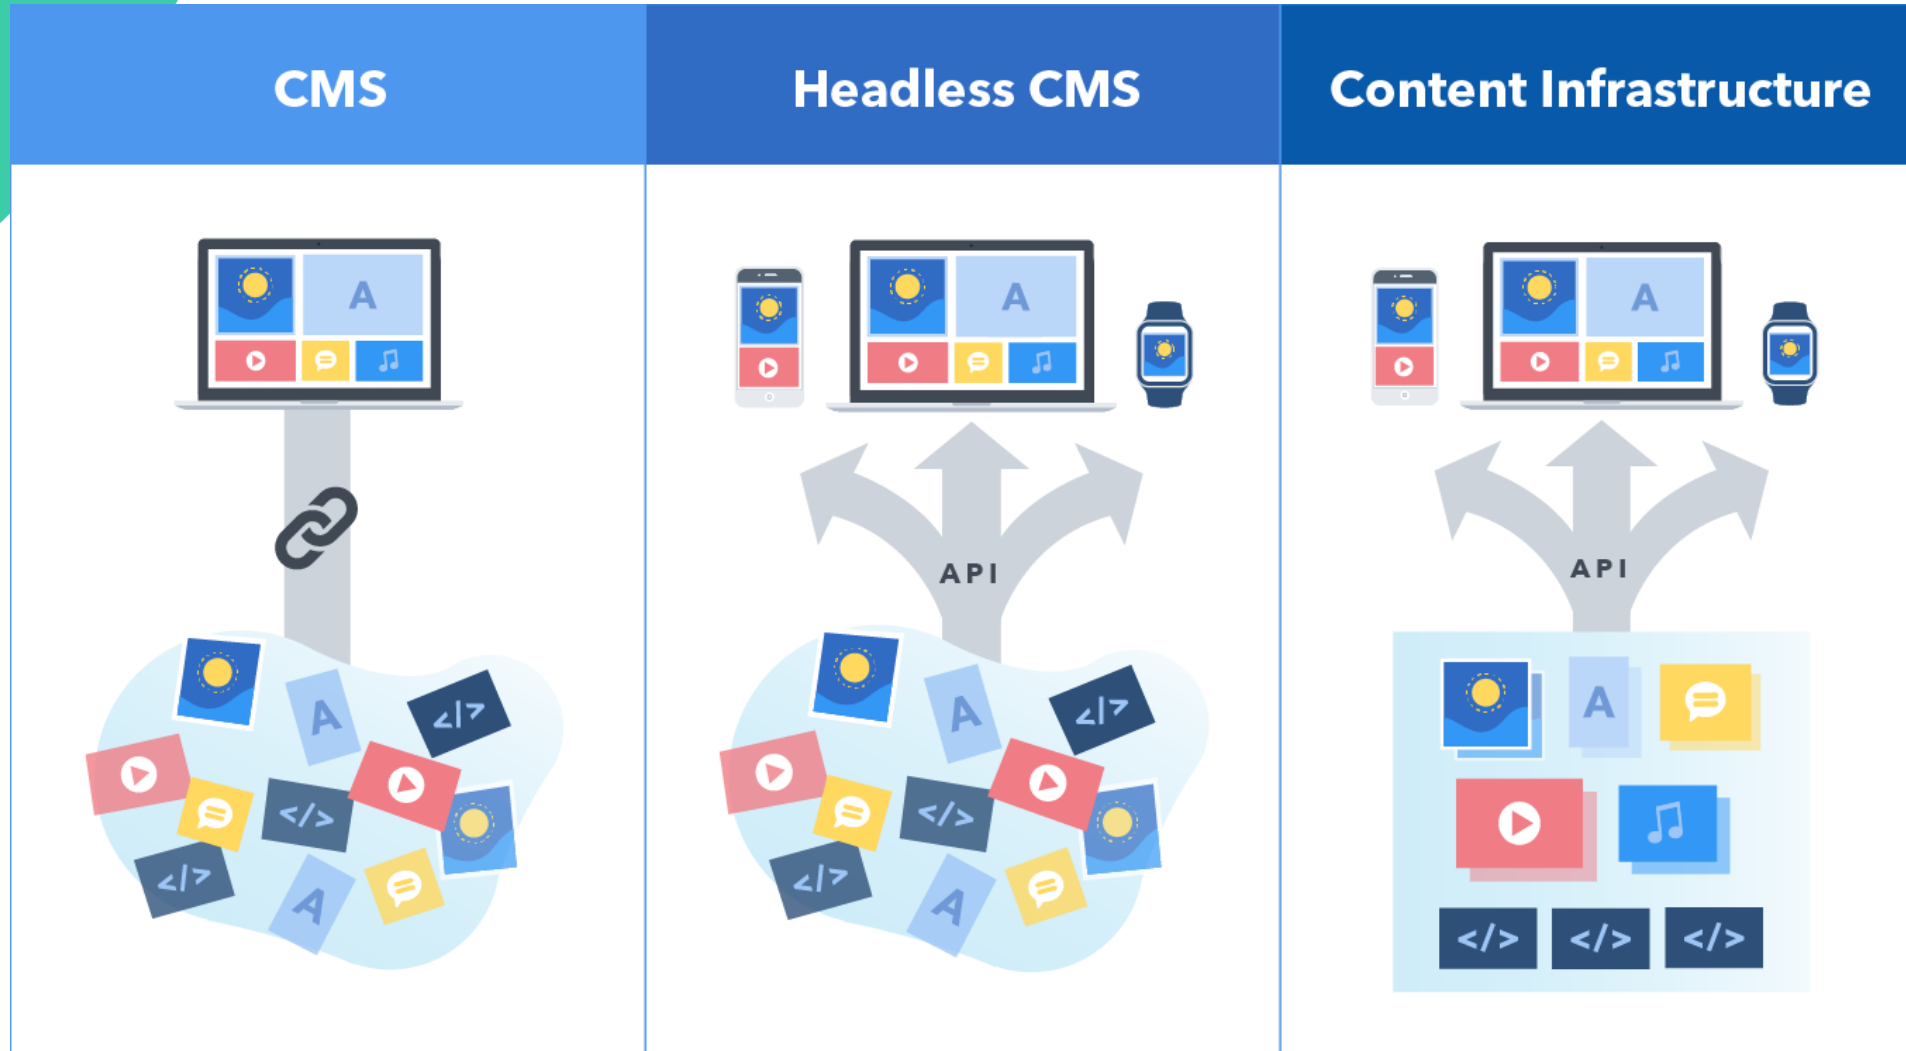 CMS
Headless CMS
Content Infrastructure
A
A
A
API
API
A
</>
</>
</>
A
A
</>
</>
</>
A
A
</>
</>
</>